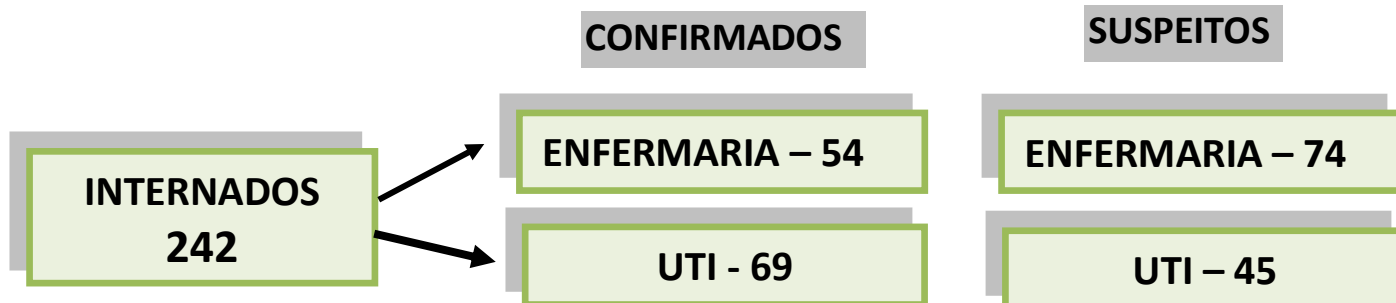 CONFIRMADOS
SUSPEITOS
INTERNADOS
242
ENFERMARIA – 54
ENFERMARIA – 74
UTI - 69
UTI – 45